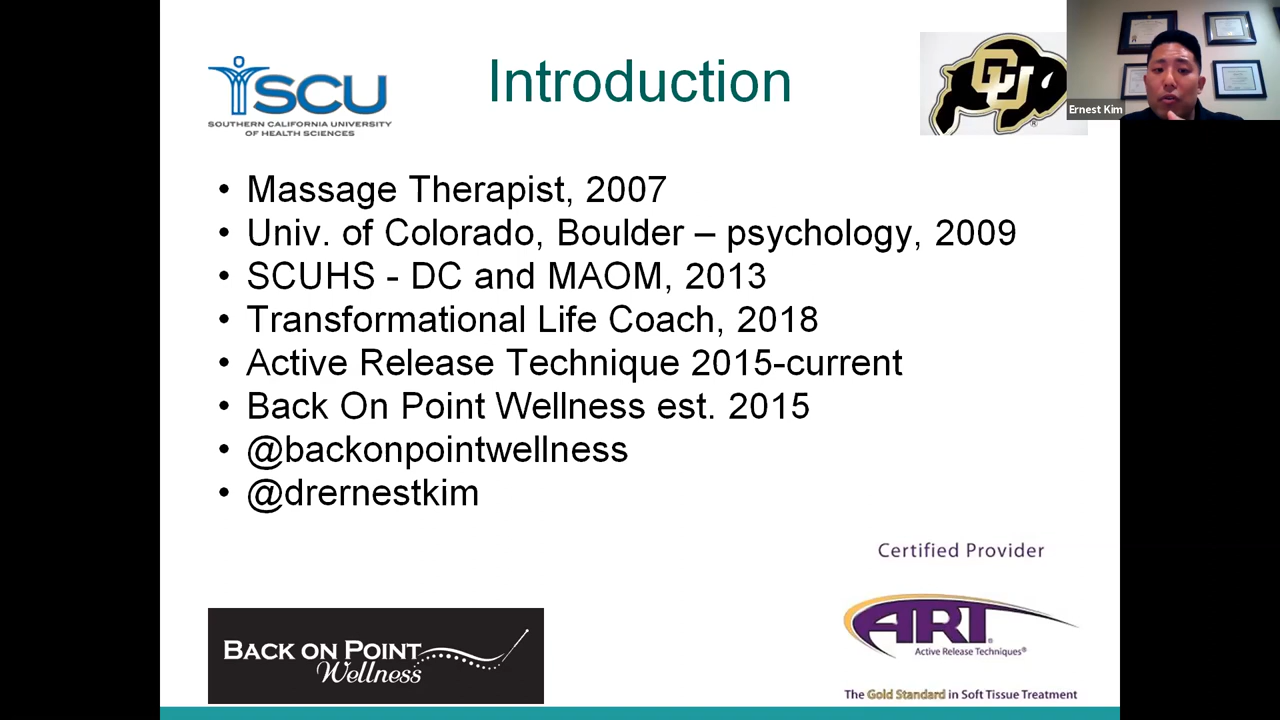 Introduction
SCU
SOUTHERN CALIFORNIA UNIVERSITY
OF HEALTH SCIENCES
CU
Ernest Kim
• Massage Therapist, 2007
• Univ. of Colorado, Boulder – psychology, 2009
• SCUHS - DC and MAOM, 2013
• Transformational Life Coach, 2018
• Active Release Technique 2015-current
• Back On Point Wellness est. 2015
• @backonpointwellness
• @drernestkim
Certified Provider
ART®
Active Release Techniques®
The Gold Standard in Soft Tissue Treatment
BACK ON POINT
Wellness